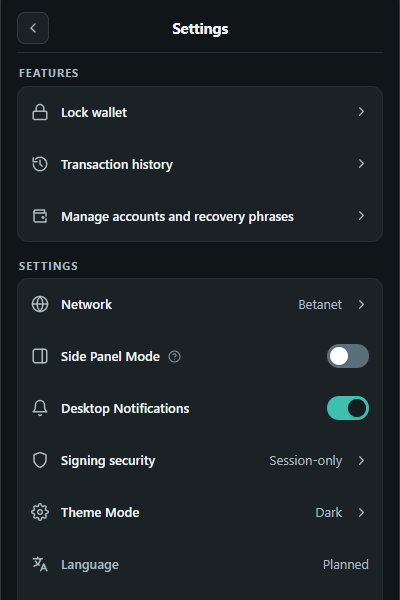 Settings
FEATURES
Lock wallet
Transaction history
Manage accounts and recovery phrases
SETTINGS
Network Betanet
Side Panel Mode
Desktop Notifications
Signing security Session-only
Theme Mode Dark
Language Planned